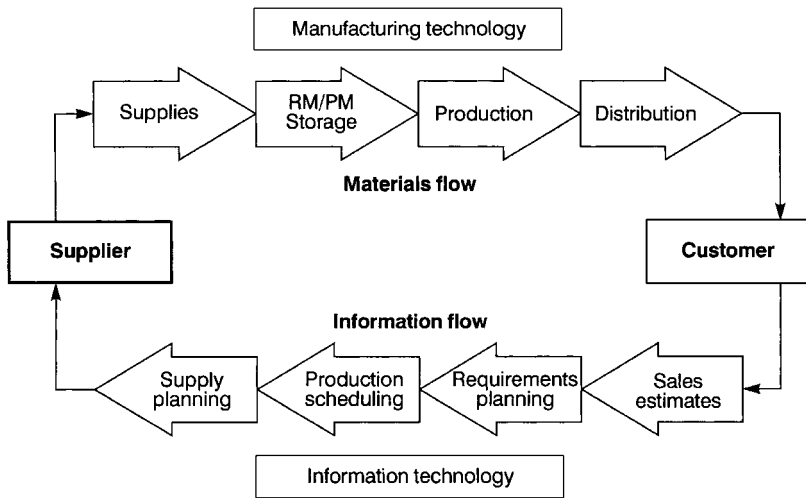 Manufacturing technology
Supplies
RM/PM
Storage
Production
Distribution
Materials flow
Supplier
Customer
Information flow
Supply
planning
Production
scheduling
Requirements
planning
Sales
estimates
Information technology